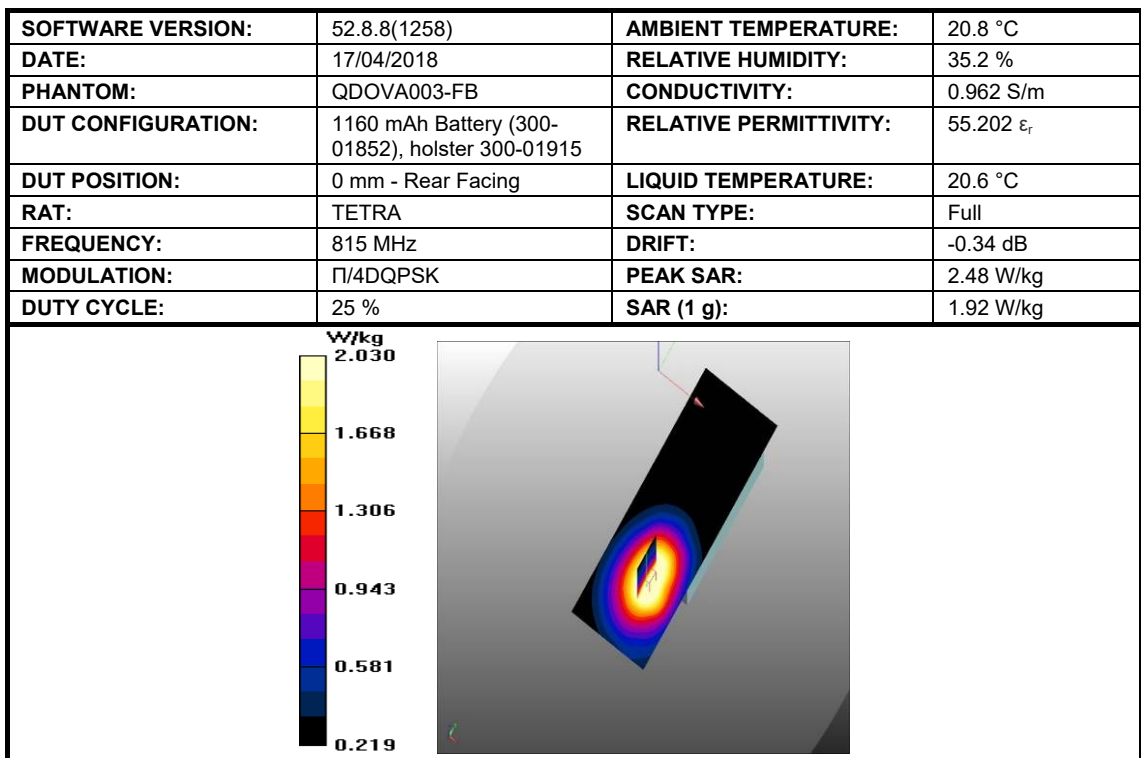 SOFTWARE VERSION: 52.8.8(1258) AMBIENT TEMPERATURE: 20.8 °C
DATE: 17/04/2018 RELATIVE HUMIDITY: 35.2 %
PHANTOM: QDOVA003-FB CONDUCTIVITY: 0.962 S/m
DUT CONFIGURATION: 1160 mAh Battery (300-
01852), holster 300-01915 RELATIVE PERMITTIVITY: 55.202 εr
DUT POSITION: 0 mm - Rear Facing LIQUID TEMPERATURE: 20.6 °C
RAT: TETRA SCAN TYPE: Full
FREQUENCY: 815 MHz DRIFT: -0.34 dB
MODULATION: Π/4DQPSK PEAK SAR: 2.48 W/kg
DUTY CYCLE: 25 % SAR (1 g): 1.92 W/kg
W/kg
2.030
1.668
1.306
0.943
0.581
0.219